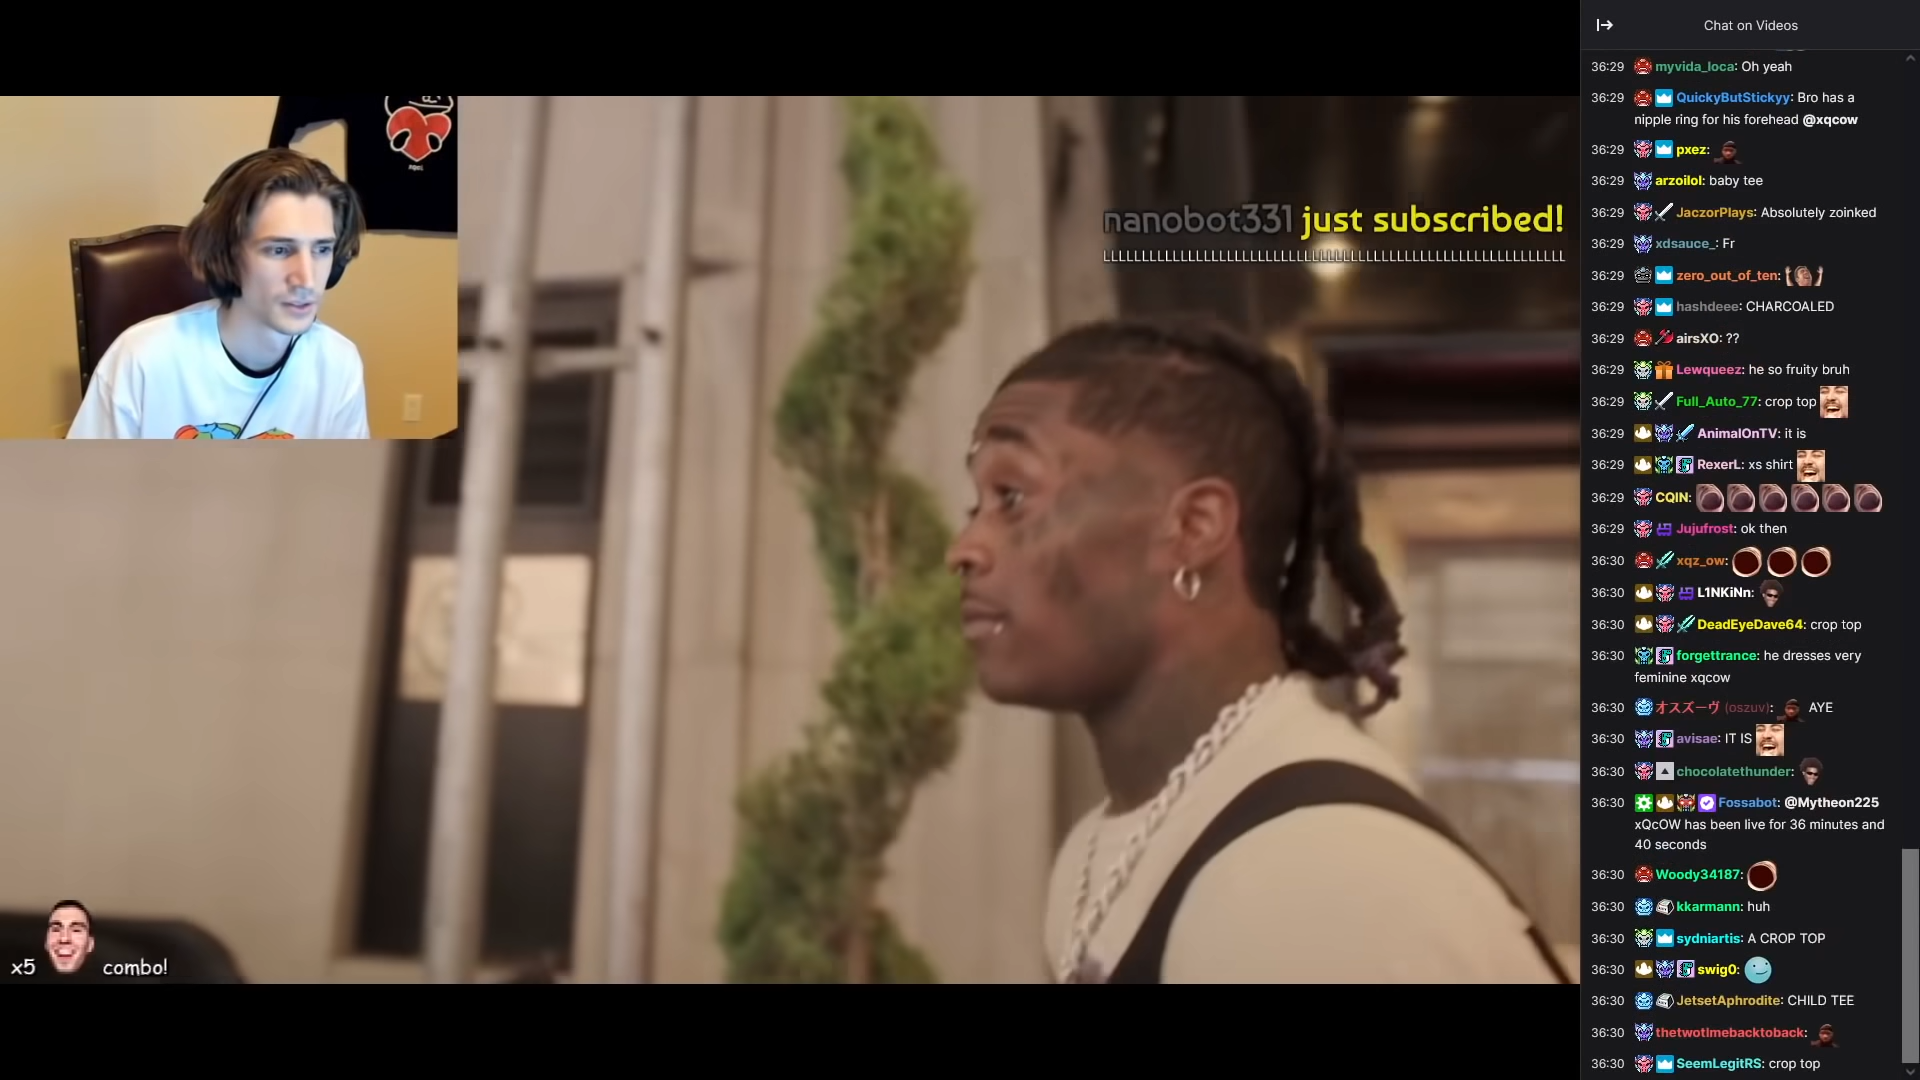 Chat on Videos
nanobot331 just subscribed!
LLLLLLLLLLLLLLLLLLLLLLLLLLLLLLLLLLLLLLLLLLLLLLLLLLLLLLLLLLLL
x5 combo!
36:29 myvida_loca: Oh yeah
36:29 QuickyButStickyy: Bro has a
nipple ring for his forehead @xqcow
36:29 pxez:
36:29 arzoilol: baby tee
36:29 JaczorPlays: Absolutely zoinked
36:29 xdsauce_: Fr
36:29 zero_out_of_ten:
36:29 hashdeee: CHARCOALED
36:29 airsXO: ??
36:29 Lewqueez: he so fruity bruh
36:29 Full_Auto_77: crop top
36:29 AnimalOnTV: it is
36:29 RexerL: xs shirt
36:29 CQIN:
36:29 Jujufrost: ok then
36:30 xqz_ow:
36:30 L1NKiNn:
36:30 DeadEyeDave64: crop top
36:30 forgettrance: he dresses very
feminine xqcow
36:30 オスズーヴ (oszuv): AYE
36:30 avisae: IT IS
36:30 chocolatethunder:
36:30 Fossabot: @Mytheon225
xQcOW has been live for 36 minutes and
40 seconds
36:30 Woody34187:
36:30 kkarmann: huh
36:30 sydniartis: A CROP TOP
36:30 swig0:
36:30 JetsetAphrodite: CHILD TEE
36:30 thetwotImebacktoback:
36:30 SeemLegitRS: crop top